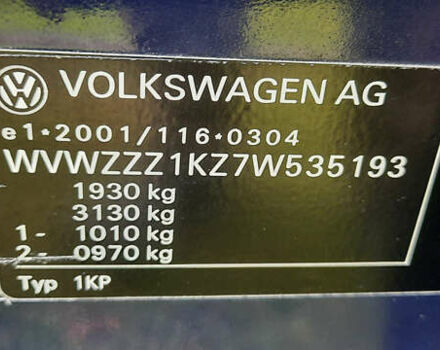 VOLKSWAGEN AG
e1*2001/116*0304
WVWZZZ1KZ7W535193
1930 kg
3130 kg
1- 1010 kg
2- 0970 kg
Typ 1KP